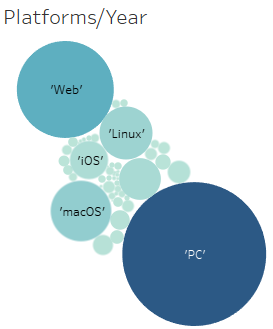 Platforms/Year
'Web'
'Linux'
'iOS'
'macOS'
'PC'